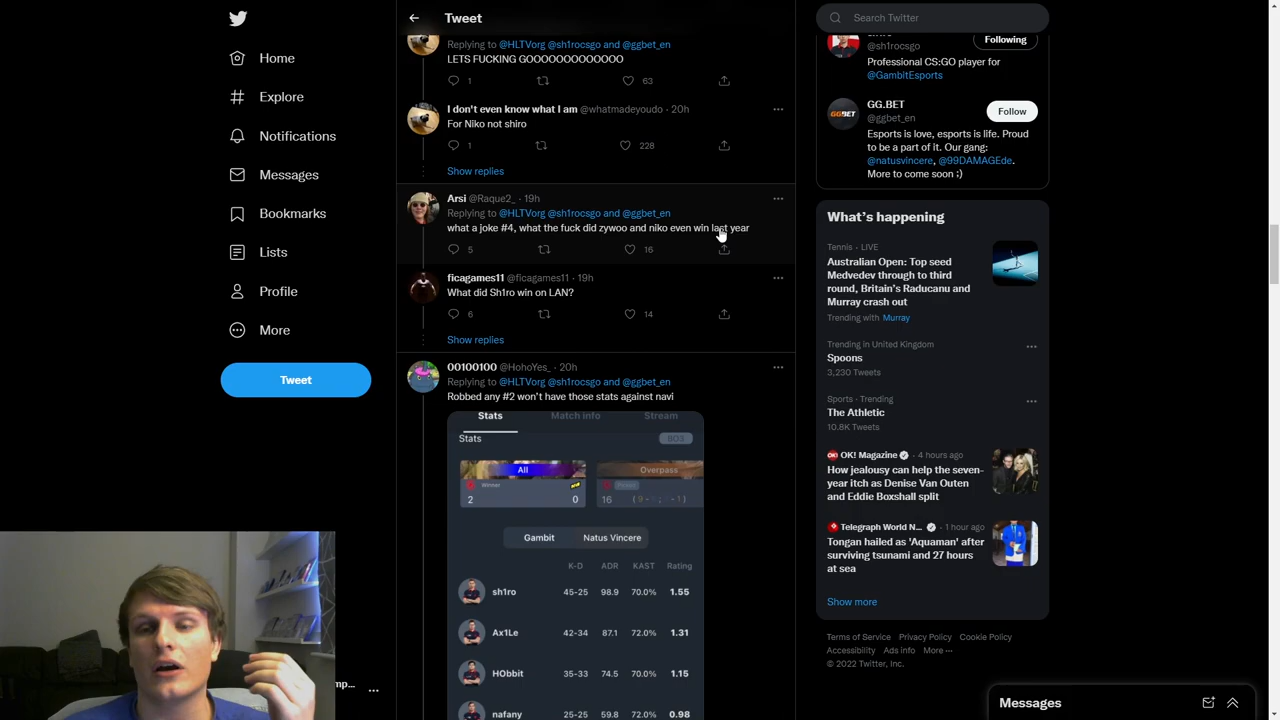 Tweet
Search Twitter
Home
Explore
Notifications
Messages
Bookmarks
Lists
Profile
More
Tweet
mp...
Replying to @HLTVorg @sh1rocsgo and @ggbet_en
LETS FUCKING GOOOOOOOOOOOOO
1
63
I don't even know what I am @whatmadeyoudo · 20h
For Niko not shiro
1
228
Show replies
Arsi @Raque2_ · 19h
Replying to @HLTVorg @sh1rocsgo and @ggbet_en
what a joke #4, what the fuck did zywoo and niko even win last year
5
16
ficagames11 @ficagames11 · 19h
What did Sh1ro win on LAN?
6
14
Show replies
00100100 @HohoYes_ · 20h
Replying to @HLTVorg @sh1rocsgo and @ggbet_en
Robbed any #2 won't have those stats against navi
Stats Match info Stream
Stats BO3
All Overpass
Winner
2 0 16
Gambit Natus Vincere
K-D ADR KAST Rating
sh1ro 45-25 98.9 70.0% 1.55
Ax1Le 42-34 87.1 72.0% 1.31
HObbit 35-33 74.5 70.0% 1.15
nafany 25-25 59.8 72.0% 0.98
@sh1rocsgo
Following
Professional CS:GO player for
@GambitEsports
GG.BET
@ggbet_en
Follow
Esports is love, esports is life. Proud
to be a part of it. Our gang:
@natusvincere, @99DAMAGEde.
More to come soon ;)
What's happening
Tennis · LIVE
Australian Open: Top seed
Medvedev through to third
round, Britain's Raducanu and
Murray crash out
Trending with Murray
Trending in United Kingdom
Spoons
3,230 Tweets
Sports · Trending
The Athletic
10.8K Tweets
OK! Magazine · 4 hours ago
How jealousy can help the seven-
year itch as Denise Van Outen
and Eddie Boxshall split
Telegraph World N... · 1 hour ago
Tongan hailed as 'Aquaman' after
surviving tsunami and 27 hours
at sea
Show more
Terms of Service Privacy Policy Cookie Policy
Accessibility Ads info More ...
© 2022 Twitter, Inc.
Messages